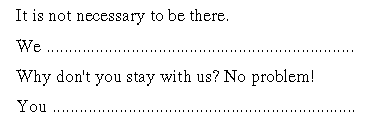 It is not necessary to be there.
We ..................................................................
Why don't you stay with us? No problem!
You .................................................................